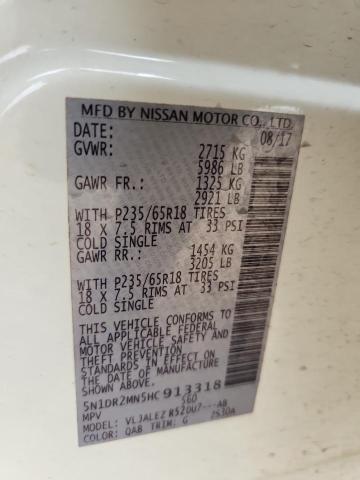 MFD BY NISSAN MOTOR CO., LTD.
DATE: 08/17
GVWR: 2715 KG
5986 LB
GAWR FR.: 1325 KG
2921 LB
WITH P235/65R18 TIRES
18 X 7.5 RIMS AT 33 PSI
COLD SINGLE
GAWR RR.: 1454 KG
3205 LB
WITH P235/65R18 TIRES
18 X 7.5 RIMS AT 33 PSI
COLD SINGLE
THIS VEHICLE CONFORMS TO
ALL APPLICABLE FEDERAL
MOTOR VEHICLE SAFETY AND
THEFT PREVENTION
STANDARDS IN EFFECT ON
THE DATE OF MANUFACTURE
SHOWN ABOVE.
5N1DR2MN5HC913318
MPV 560
MODEL: VLJALEZ R520U7---AB
COLOR: QAB TRIM: G 2530A